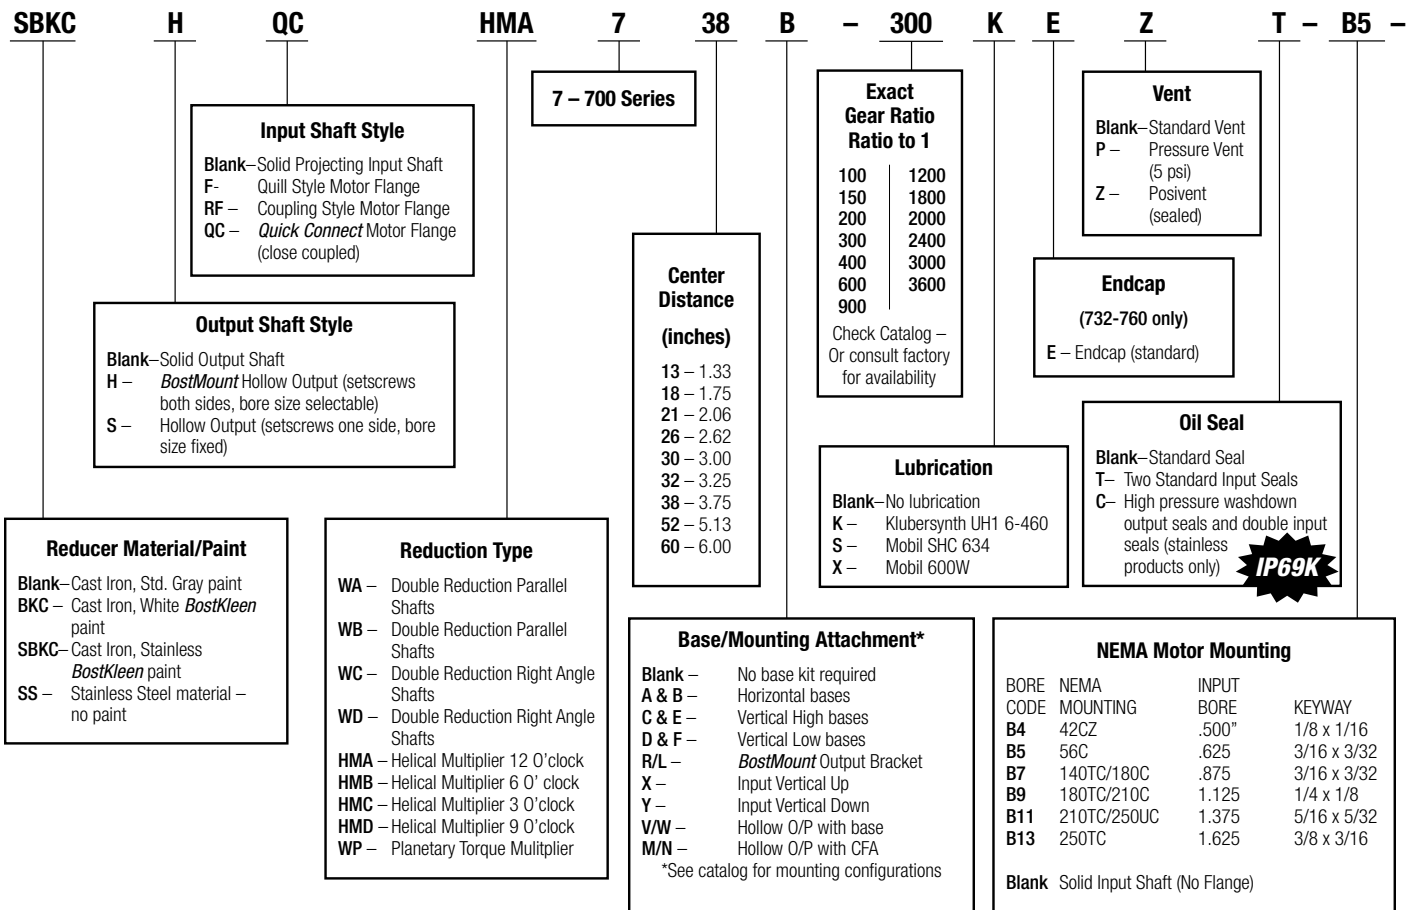 SBKC H QC HMA 7 38 B – 300 K E Z T – B5 –
7 – 700 Series
Input Shaft Style
Blank–Solid Projecting Input Shaft
F- Quill Style Motor Flange
RF – Coupling Style Motor Flange
QC – Quick Connect Motor Flange
(close coupled)
Output Shaft Style
Blank–Solid Output Shaft
H – BostMount Hollow Output (setscrews
both sides, bore size selectable)
S – Hollow Output (setscrews one side, bore
size fixed)
Reducer Material/Paint
Blank–Cast Iron, Std. Gray paint
BKC – Cast Iron, White BostKleen
paint
SBKC–Cast Iron, Stainless
BostKleen paint
SS – Stainless Steel material –
no paint
Reduction Type
WA – Double Reduction Parallel
Shafts
WB – Double Reduction Parallel
Shafts
WC – Double Reduction Right Angle
Shafts
WD – Double Reduction Right Angle
Shafts
HMA – Helical Multiplier 12 O'clock
HMB – Helical Multiplier 6 O' clock
HMC – Helical Multiplier 3 O'clock
HMD – Helical Multiplier 9 O'clock
WP – Planetary Torque Mulitplier
Center
Distance
(inches)
13 – 1.33
18 – 1.75
21 – 2.06
26 – 2.62
30 – 3.00
32 – 3.25
38 – 3.75
52 – 5.13
60 – 6.00
Base/Mounting Attachment*
Blank – No base kit required
A & B – Horizontal bases
C & E – Vertical High bases
D & F – Vertical Low bases
R/L – BostMount Output Bracket
X – Input Vertical Up
Y – Input Vertical Down
V/W – Hollow O/P with base
M/N – Hollow O/P with CFA
*See catalog for mounting configurations
Exact
Gear Ratio
Ratio to 1
100 1200
150 1800
200 2000
300 2400
400 3000
600 3600
900
Check Catalog –
Or consult factory
for availability
Lubrication
Blank–No lubrication
K – Klubersynth UH1 6-460
S – Mobil SHC 634
X – Mobil 600W
Endcap
(732-760 only)
E – Endcap (standard)
Vent
Blank–Standard Vent
P – Pressure Vent
(5 psi)
Z – Posivent
(sealed)
Oil Seal
Blank–Standard Seal
T– Two Standard Input Seals
C– High pressure washdown
output seals and double input
seals (stainless
products only)
IP69K
NEMA Motor Mounting
BORE NEMA INPUT
CODE MOUNTING BORE KEYWAY
B4 42CZ .500" 1/8 x 1/16
B5 56C .625 3/16 x 3/32
B7 140TC/180C .875 3/16 x 3/32
B9 180TC/210C 1.125 1/4 x 1/8
B11 210TC/250UC 1.375 5/16 x 5/32
B13 250TC 1.625 3/8 x 3/16
Blank Solid Input Shaft (No Flange)